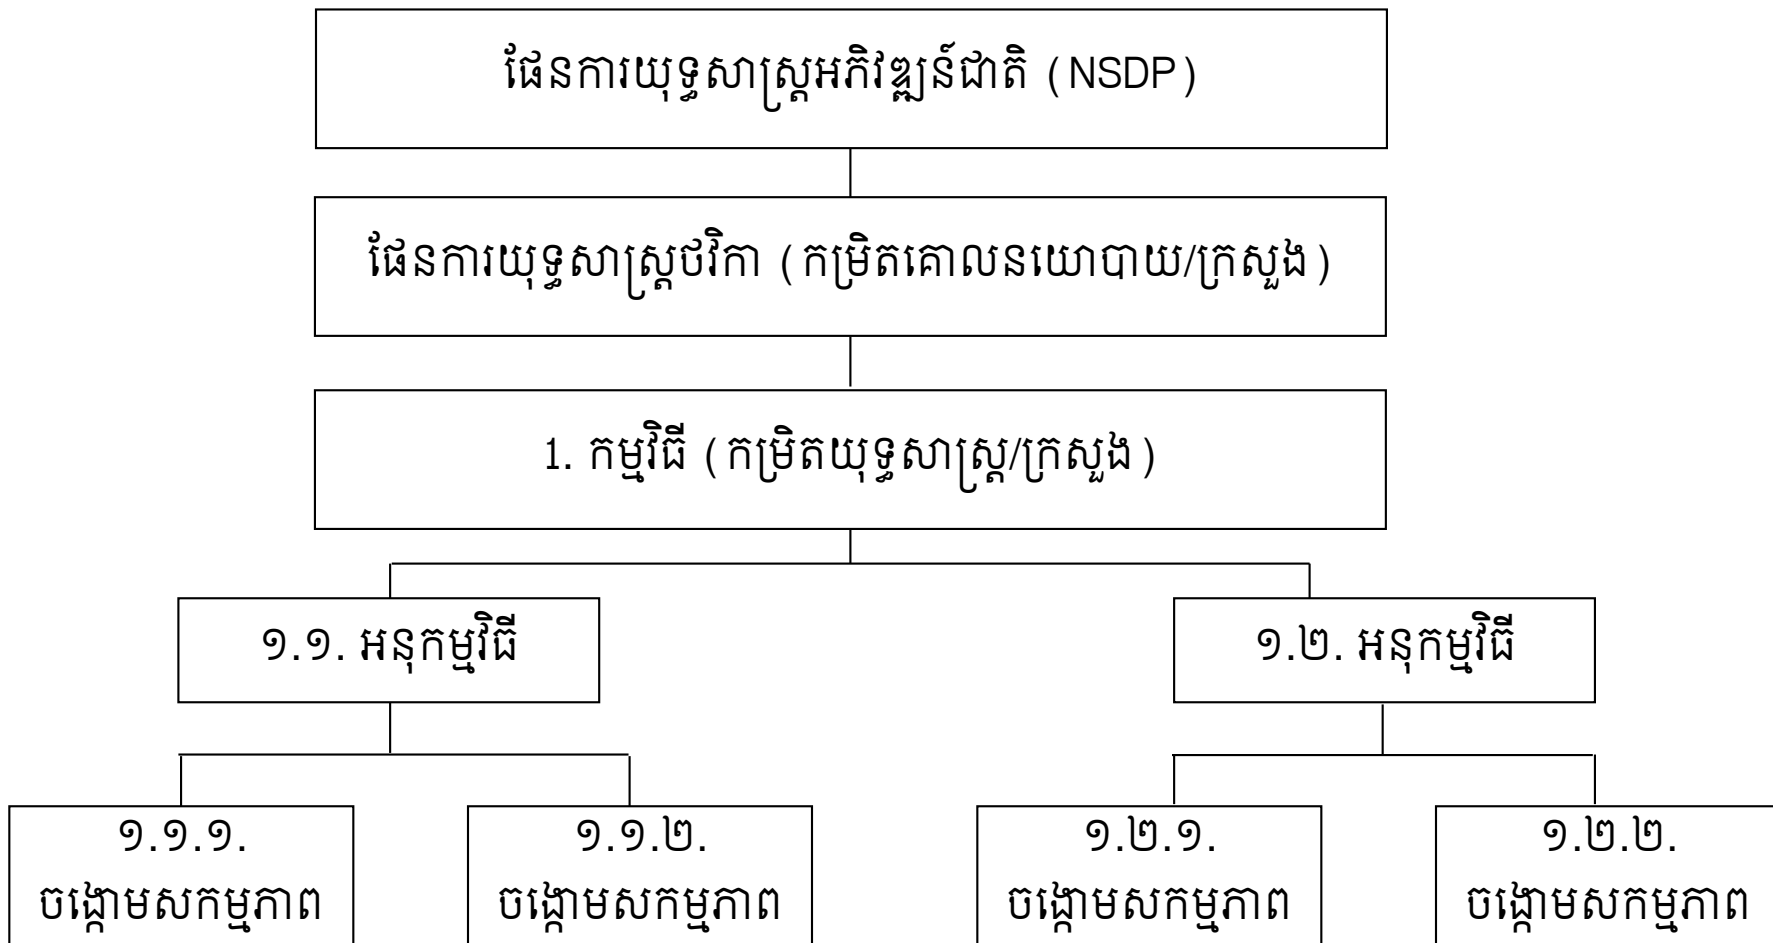 ផែនការយុទ្ធសាស្ត្រអភិវឌ្ឍន៍ជាតិ (NSDP)
ផែនការយុទ្ធសាស្ត្រថវិកា (កម្រិតគោលនយោបាយ/ក្រសួង)
1. កម្មវិធី (កម្រិតយុទ្ធសាស្ត្រ/ក្រសួង)
១.១. អនុកម្មវិធី
១.២. អនុកម្មវិធី
១.១.១.
ចង្កោមសកម្មភាព
១.១.២.
ចង្កោមសកម្មភាព
១.២.១.
ចង្កោមសកម្មភាព
១.២.២.
ចង្កោមសកម្មភាព